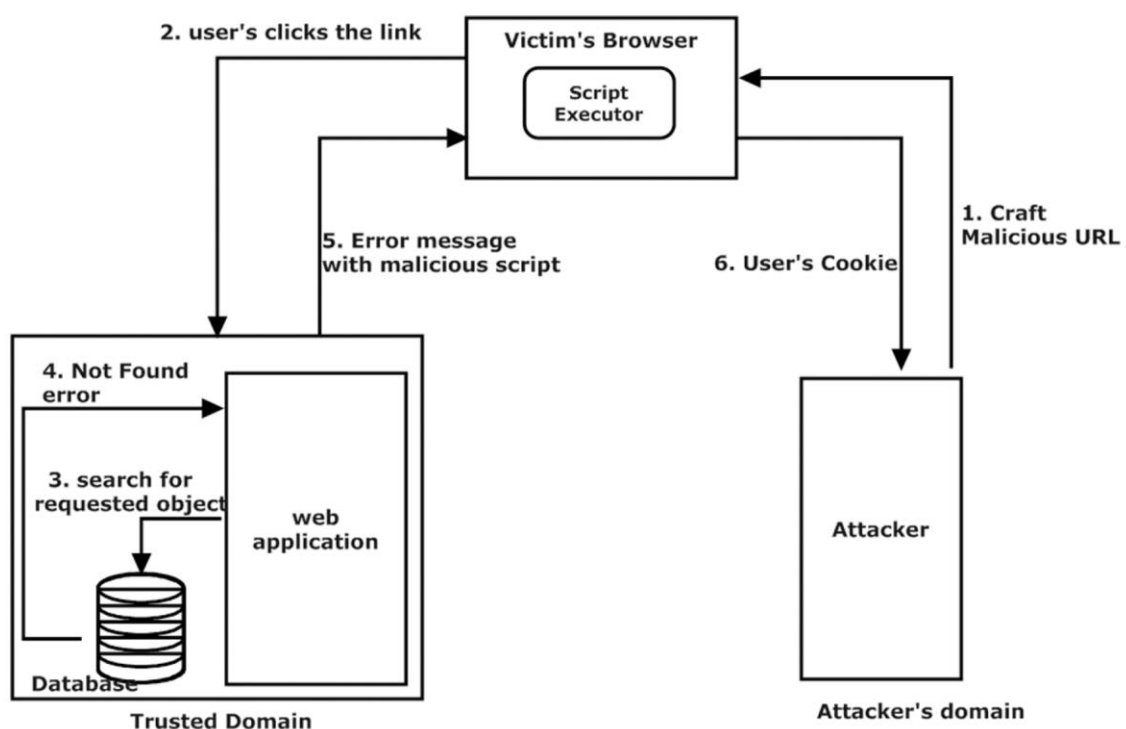 2. user's clicks the link
Victim's Browser
Script
Executor
1. Craft
Malicious URL
5. Error message
with malicious script
6. User's Cookie
4. Not Found
error
3. search for
requested object
web
application
Attacker
Database
Trusted Domain
Attacker's domain